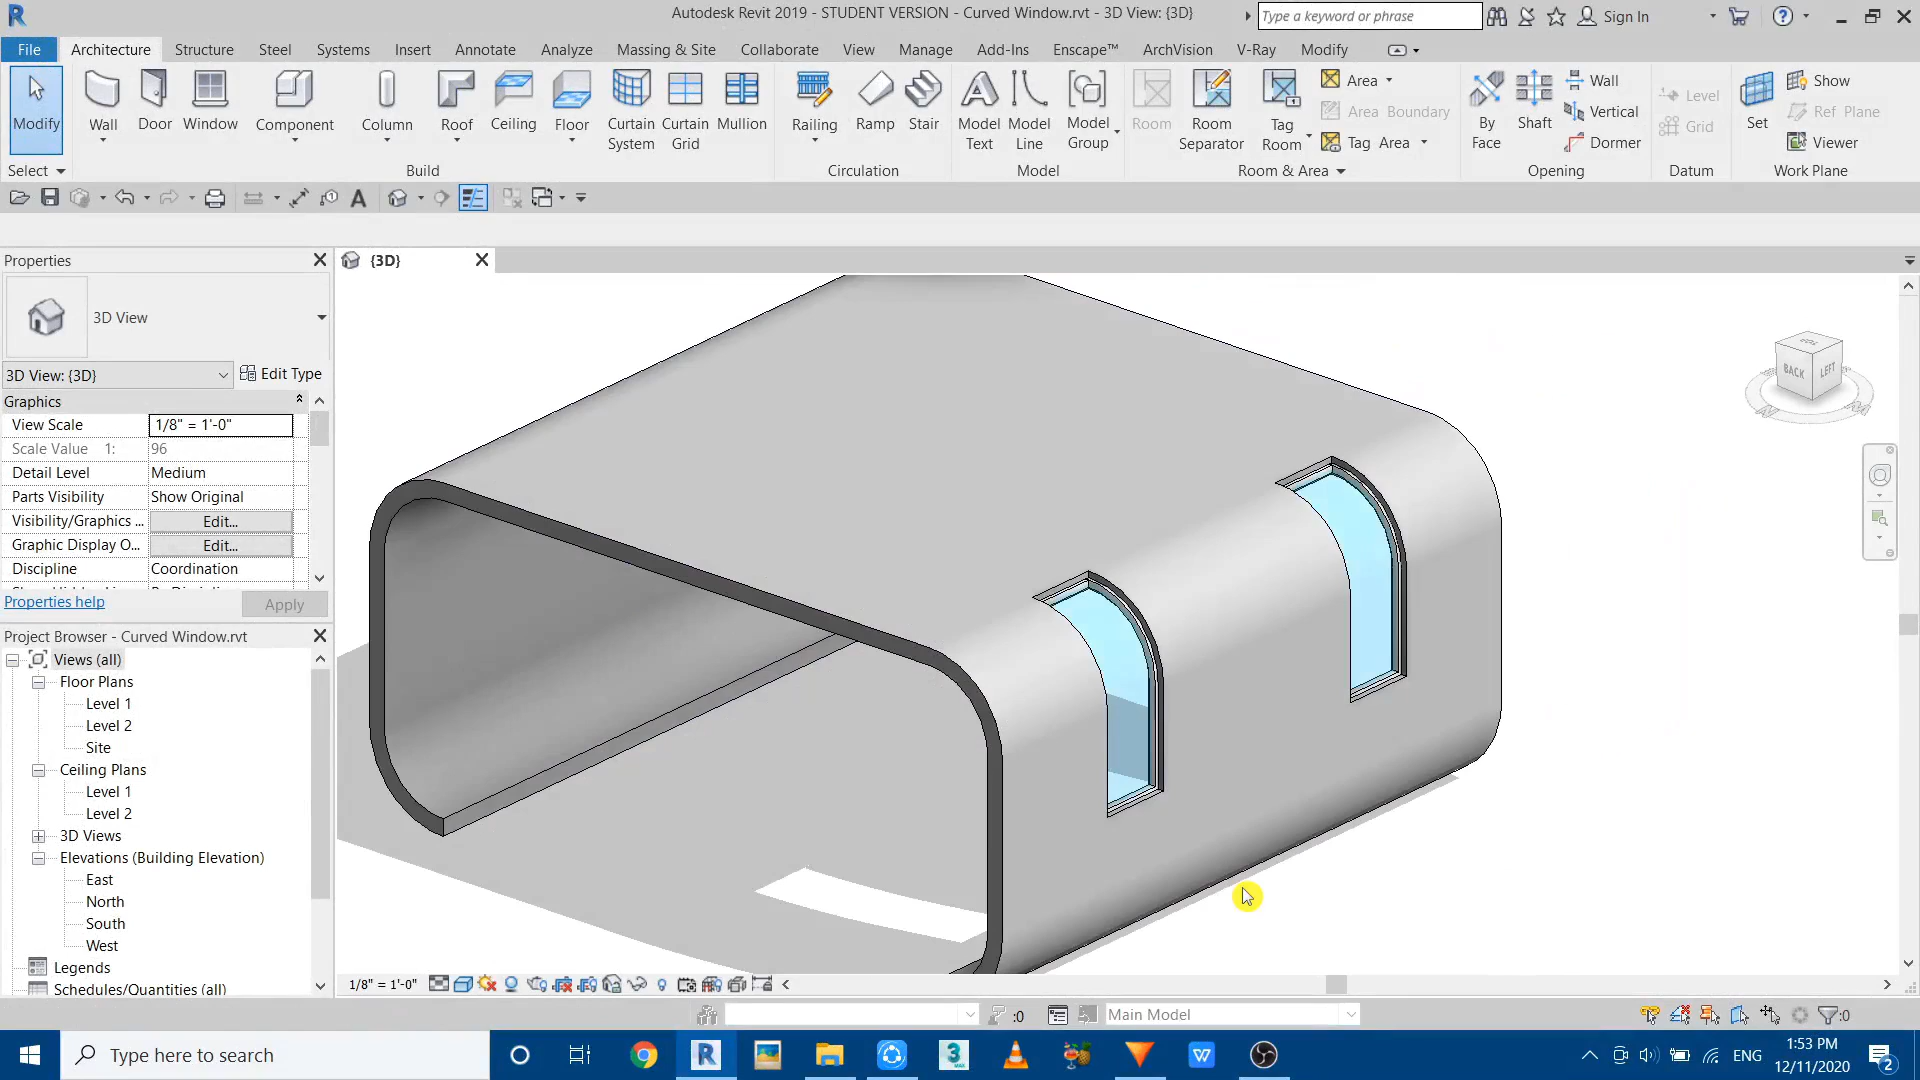 Autodesk Revit 2019 - STUDENT VERSION - Curved Window.rvt - 3D View: {3D}
Type a keyword or phrase
Sign In
File Architecture Structure Steel Systems Insert Annotate Analyze Massing & Site Collaborate View Manage Add-Ins Enscape™ ArchVision V-Ray Modify
Modify
Wall
Door
Window
Component
Column
Roof
Ceiling
Floor
Curtain System
Curtain Grid
Mullion
Railing
Ramp
Stair
Model Text
Model Line
Model Group
Room
Room Separator
Tag Room
Area
Area Boundary
Tag Area
By Face
Shaft
Wall
Vertical
Dormer
Level
Grid
Set
Show
Ref Plane
Viewer
Select
Build
Circulation
Model
Room & Area
Opening
Datum
Work Plane
Properties
{3D}
3D View
3D View: {3D}
Edit Type
Graphics
View Scale 1/8" = 1'-0"
Scale Value 1: 96
Detail Level Medium
Parts Visibility Show Original
Visibility/Graphics ... Edit...
Graphic Display O... Edit...
Discipline Coordination
Properties help
Apply
Project Browser - Curved Window.rvt
Views (all)
Floor Plans
Level 1
Level 2
Site
Ceiling Plans
Level 1
Level 2
3D Views
Elevations (Building Elevation)
East
North
South
West
Legends
Schedules/Quantities (all)
BACK
LEFT
1/8" = 1'-0"
:0
Main Model
:0
Type here to search
ENG
1:53 PM
12/11/2020
2